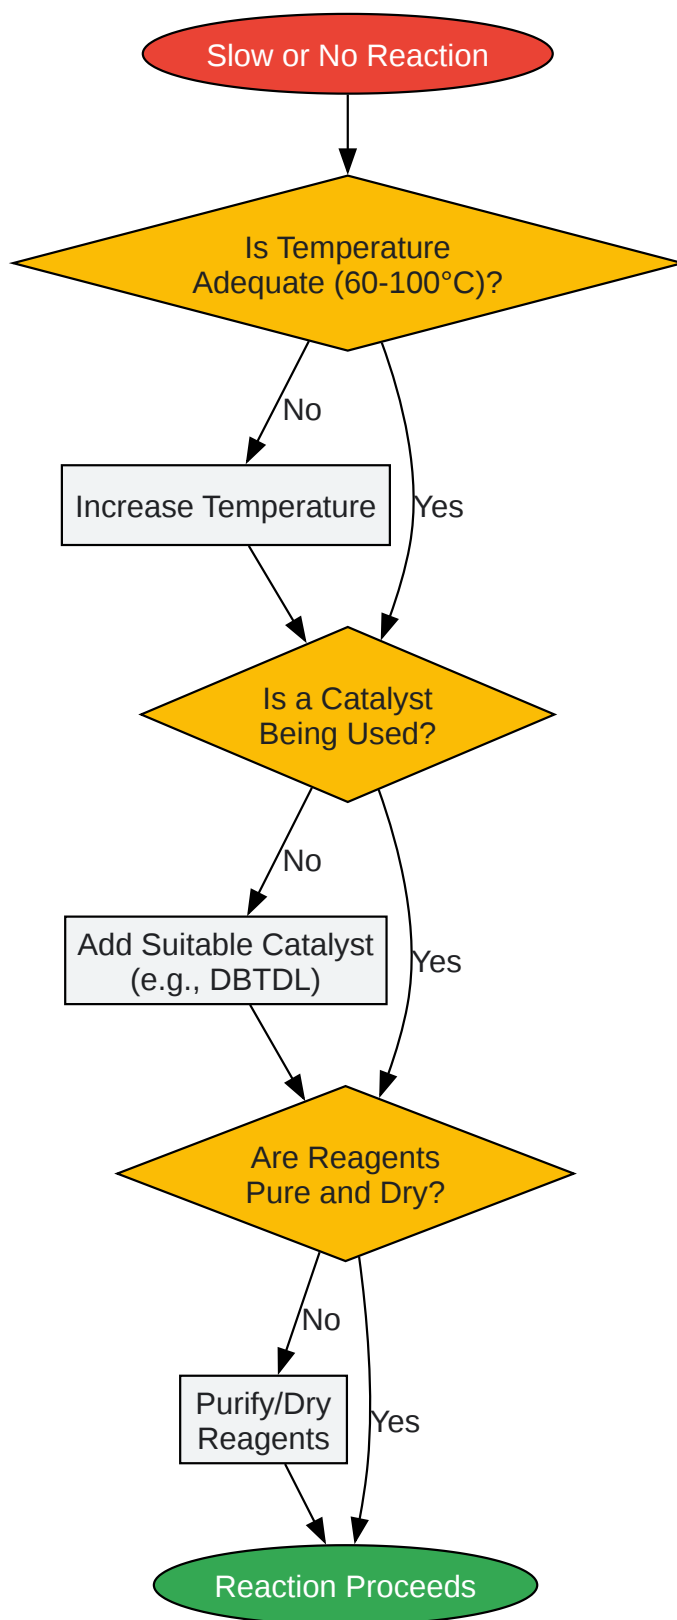 Slow or No Reaction
Is Temperature
Adequate (60-100°C)?
No
Increase Temperature
Yes
Is a Catalyst
Being Used?
No
Add Suitable Catalyst
(e.g., DBTDL)
Yes
Are Reagents
Pure and Dry?
No
Purify/Dry
Reagents
Yes
Reaction Proceeds